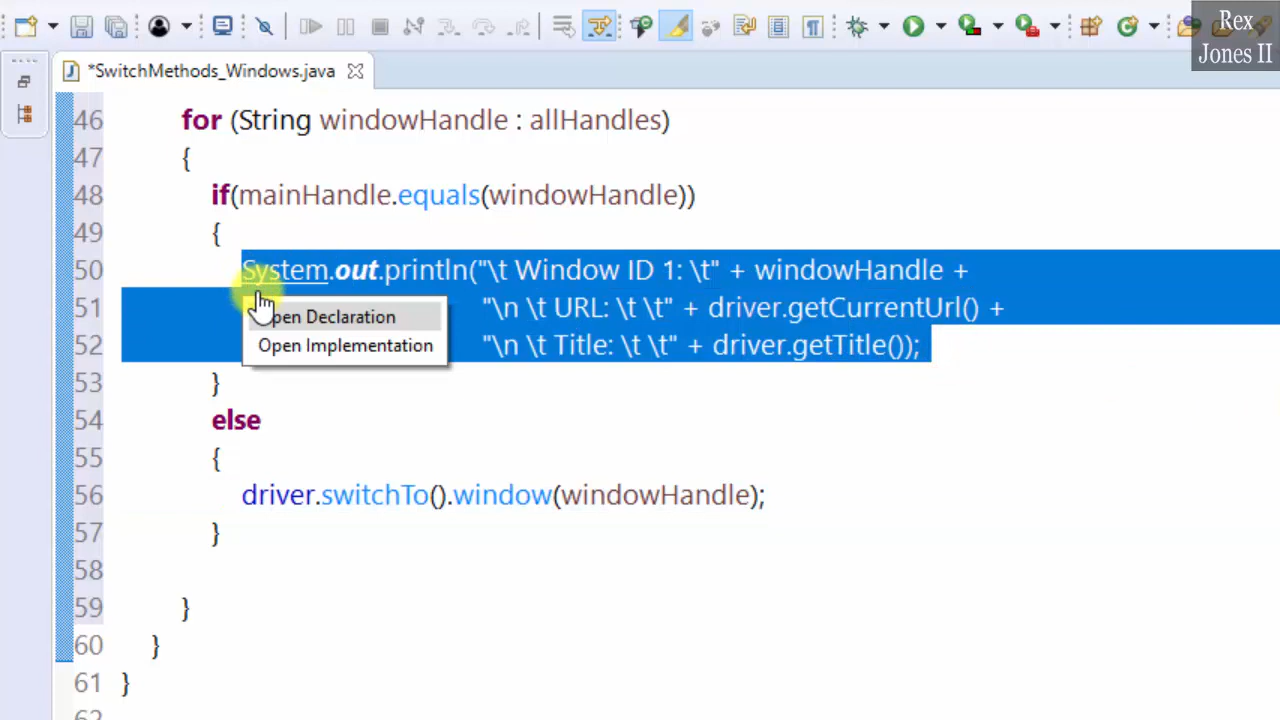 Rex
Jones II
*SwitchMethods_Windows.java
46 for (String windowHandle : allHandles)
47 {
48 if(mainHandle.equals(windowHandle))
49 {
50 System.out.println("\t Window ID 1: \t" + windowHandle +
51 "\n \t URL: \t \t" + driver.getCurrentUrl() +
Open Declaration
52 "\n \t Title: \t \t" + driver.getTitle());
Open Implementation
53 }
54 else
55 {
56 driver.switchTo().window(windowHandle);
57 }
58
59 }
60 }
61 }
62